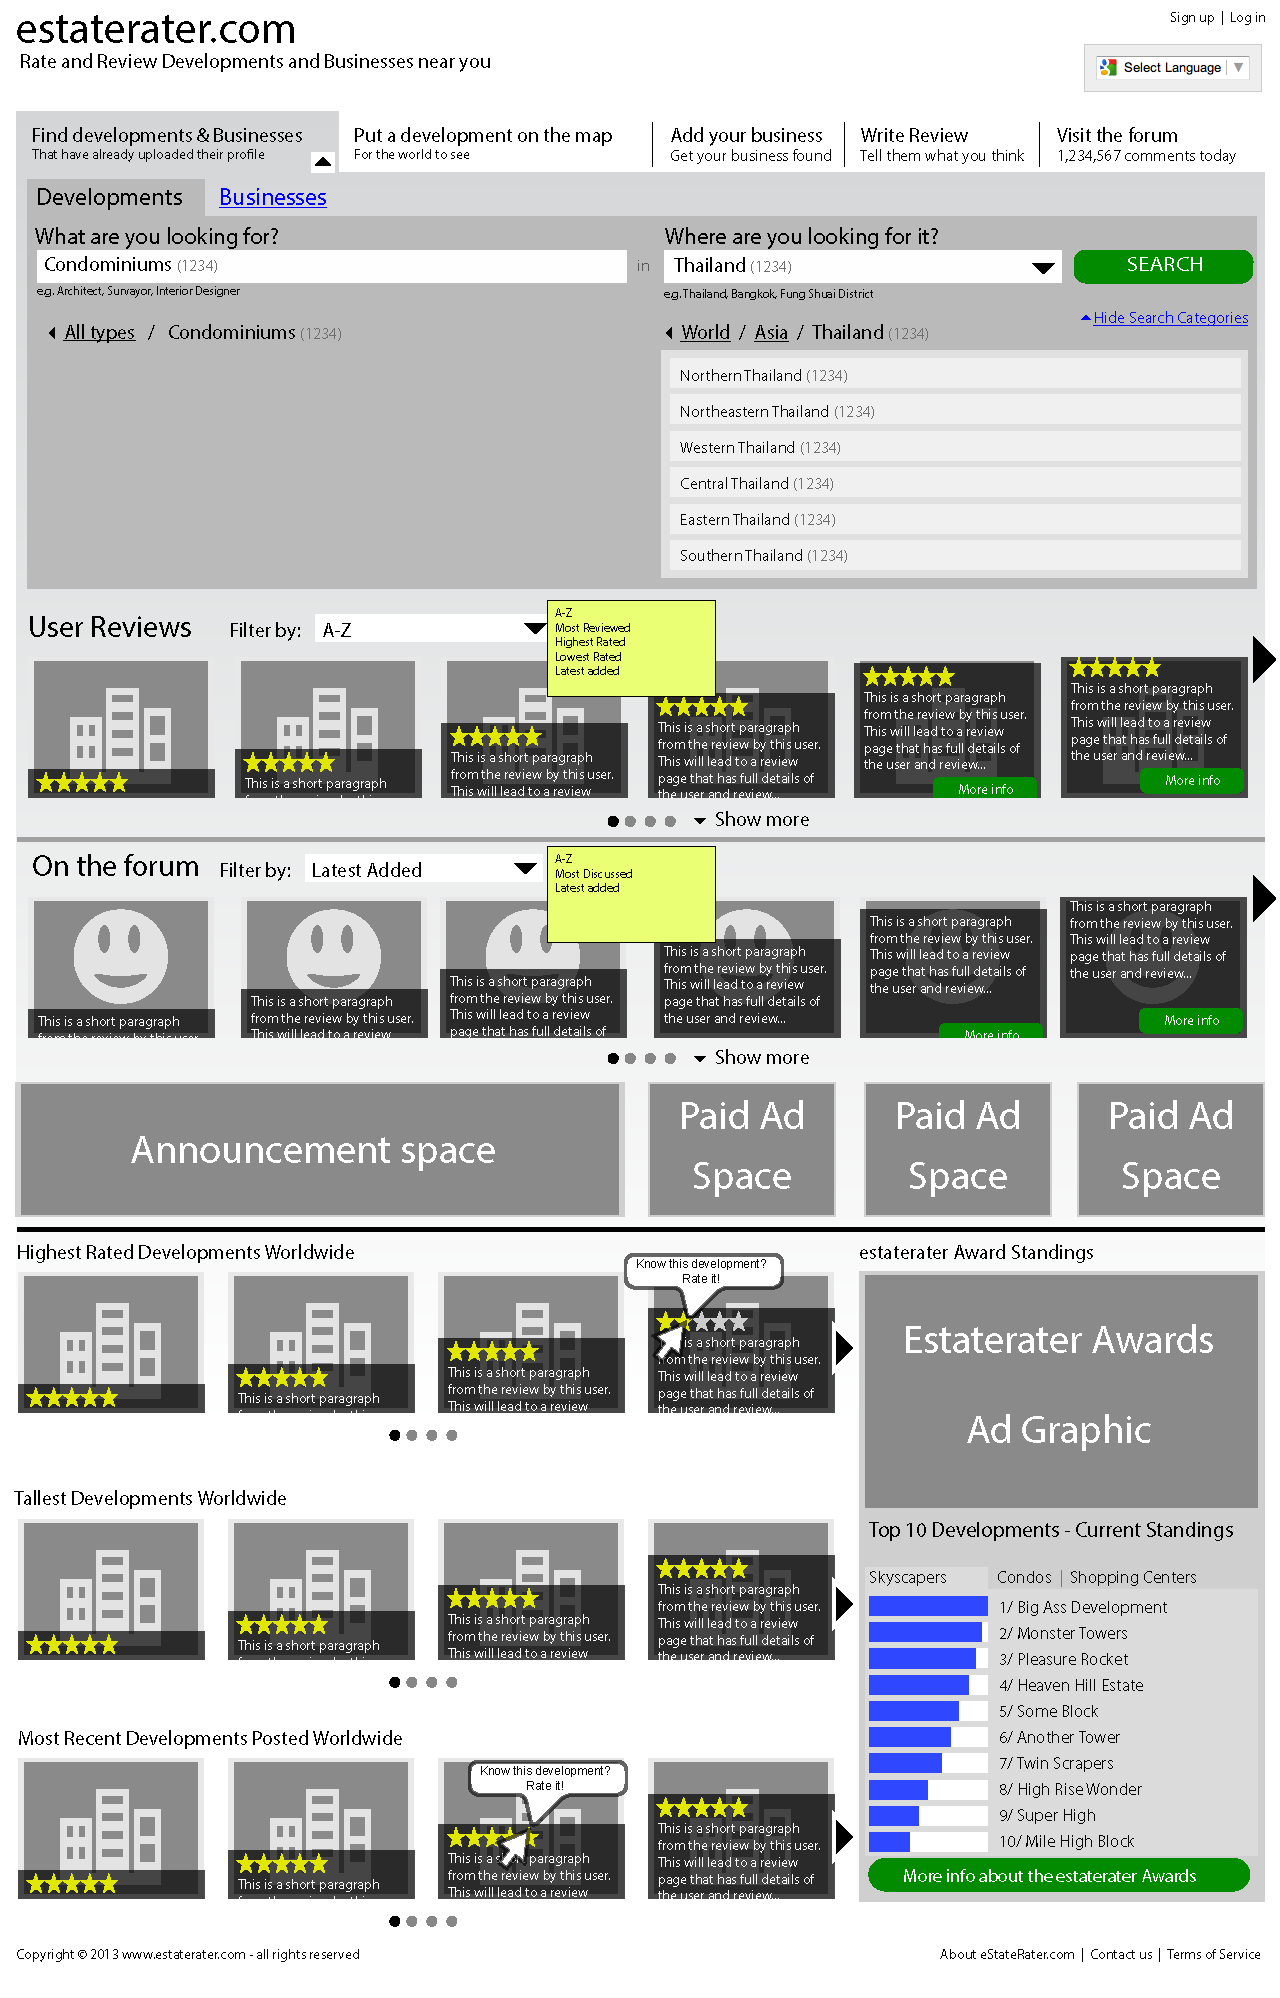 estaterater.com
Rate and Review Developments and Businesses near you
Sign up | Log in
Select Language
Find developments & Businesses
That have already uploaded their profile
Put a development on the map
For the world to see
Add your business
Get your business found
Write Review
Tell them what you think
Visit the forum
1,234,567 comments today
Developments
Businesses
What are you looking for?
Condominiums (1234)
e.g. Architect, Survayor, Interior Designer
in
Where are you looking for it?
Thailand (1234)
e.g. Thailand, Bangkok, Fung Shuai District
SEARCH
Hide Search Categories
All types / Condominiums (1234)
World / Asia / Thailand (1234)
Northern Thailand (1234)
Northeastern Thailand (1234)
Western Thailand (1234)
Central Thailand (1234)
Eastern Thailand (1234)
Southern Thailand (1234)
User Reviews
Filter by:
A-Z
A-Z
Most Reviewed
Highest Rated
Lowest Rated
Latest added
This is a short paragraph
This is a short paragraph
from the review by this user.
This will lead to a review
This is a short paragraph
from the review by this user.
This will lead to a review
page that has full details of
the user and review...
This is a short paragraph
from the review by this user.
This will lead to a review
page that has full details of
the user and review...
More info
This is a short paragraph
from the review by this user.
This will lead to a review
page that has full details of
the user and review...
More info
Show more
On the forum
Filter by:
Latest Added
A-Z
Most Discussed
Latest added
This is a short paragraph
from the review by this user.
This is a short paragraph
from the review by this user.
This will lead to a review
This is a short paragraph
from the review by this user.
This will lead to a review
page that has full details of
This is a short paragraph
from the review by this user.
This will lead to a review
page that has full details of
the user and review...
This is a short paragraph
from the review by this user.
This will lead to a review
page that has full details of
the user and review...
More info
This is a short paragraph
from the review by this user.
This will lead to a review
page that has full details of
the user and review...
More info
Show more
Announcement space
Paid Ad
Space
Paid Ad
Space
Paid Ad
Space
Highest Rated Developments Worldwide
This is a short paragraph
This is a short paragraph
from the review by this user.
This will lead to a review
Know this development?
Rate it!
is a short paragraph
from the review by this user.
This will lead to a review
page that has full details of
the user and review...
Tallest Developments Worldwide
This is a short paragraph
This is a short paragraph
from the review by this user.
This will lead to a review
This is a short paragraph
from the review by this user.
This will lead to a review
page that has full details of
the user and review...
Most Recent Developments Posted Worldwide
This is a short paragraph
Know this development?
Rate it!
This is a short paragraph
from the review by this user.
This will lead to a review
This is a short paragraph
from the review by this user.
This will lead to a review
page that has full details of
the user and review...
estaterater Award Standings
Estaterater Awards
Ad Graphic
Top 10 Developments - Current Standings
Skyscapers
Condos | Shopping Centers
1/ Big Ass Development
2/ Monster Towers
3/ Pleasure Rocket
4/ Heaven Hill Estate
5/ Some Block
6/ Another Tower
7/ Twin Scrapers
8/ High Rise Wonder
9/ Super High
10/ Mile High Block
More info about the estaterater Awards
Copyright © 2013 www.estaterater.com - all rights reserved
About eStateRater.com | Contact us | Terms of Service